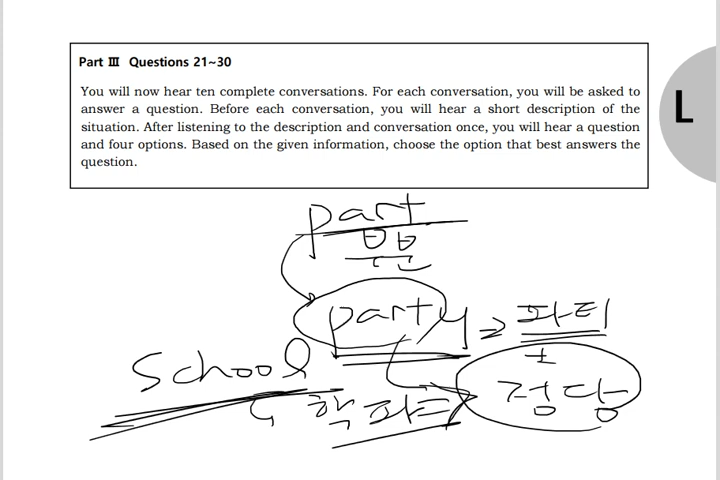 Part Ⅲ Questions 21~30
You will now hear ten complete conversations. For each conversation, you will be asked to
answer a question. Before each conversation, you will hear a short description of the
situation. After listening to the description and conversation once, you will hear a question
and four options. Based on the given information, choose the option that best answers the
question.
L
part
부분
party 파티
정당
school
학파